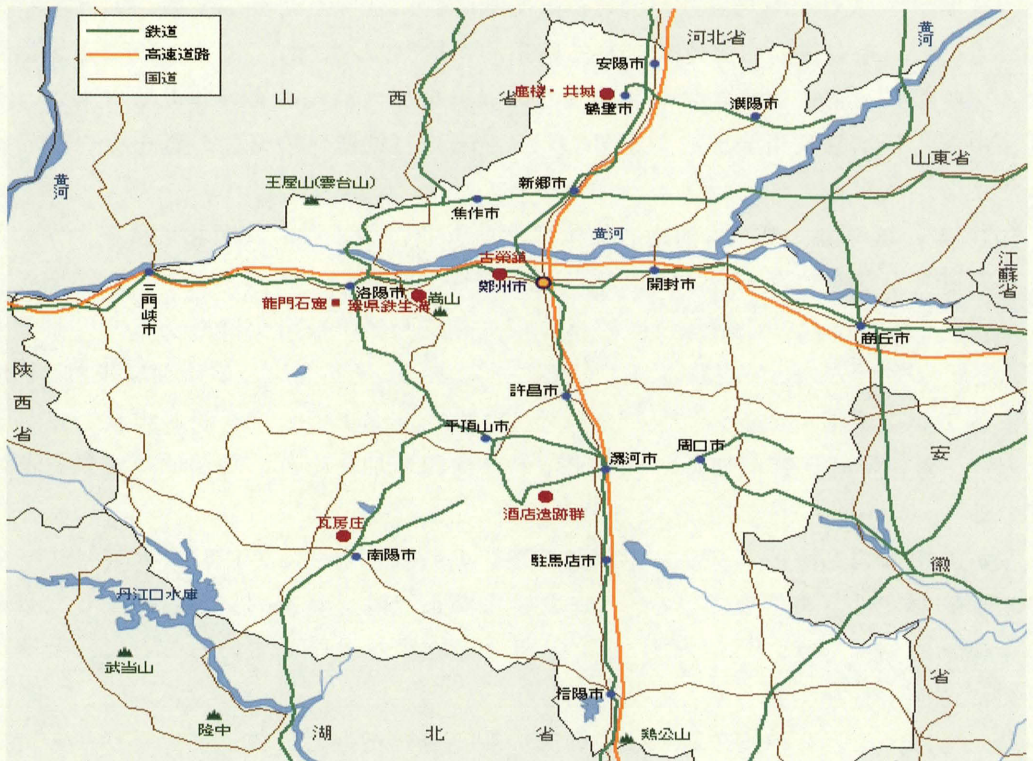 鉄道
高速道路
国道
河北省
黄河
安陽市
山西省
鹿楼・共城
鶴壁市
濮陽市
山東省
黄河
王屋山(雲台山)
新郷市
焦作市
黄河
古榮鎮
江蘇省
三門峡市
洛陽市
嵩山
鄭州市
開封市
龍門石窟
鞏県鉄生溝
商丘市
陝西省
許昌市
平頂山市
漯河市
周口市
安徽省
酒店遺跡群
瓦房庄
南陽市
駐馬店市
丹江口水庫
武当山
信陽市
隆中
湖北省
鶏公山